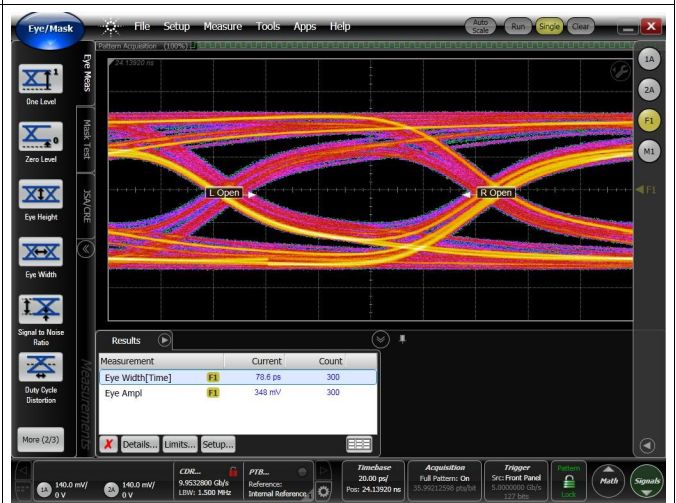 Eye/Mask
File Setup Measure Tools Apps Help
Auto Scale
Run
Single
Clear
Pattern Acquisition (100%)
24.13920 ns
Eye Meas
Mask Test
JSA/CRE
Measurements
One Level
Zero Level
Eye Height
Eye Width
Signal to Noise
Ratio
Duty Cycle
Distortion
More (2/3)
1A
2A
F1
M1
F1
L Open
R Open
Results
Measurement Current Count
Eye Width[Time] F1 78.6 ps 300
Eye Ampl F1 348 mV 300
Details... Limits... Setup...
1A 140.0 mV/
0 V
2A 140.0 mV/
0 V
CDR...
9.9532800 Gb/s
LBW: 1.500 MHz
PTB...
Reference:
Internal Reference
Timebase
20.00 ps/
Pos: 24.13920 ns
Acquisition
Full Pattern: On
35.99212598 pts/bit
Trigger
Src: Front Panel
5.0000000 Gb/s
127 bits
Pattern
Lock
Math
Signals